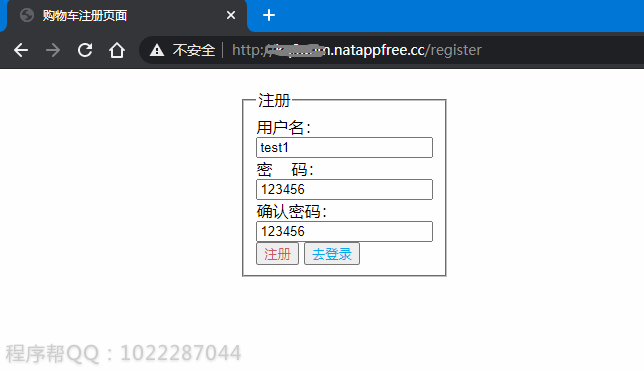 购物车注册页面
不安全 http:// natappfree.cc/register
注册
用户名：
test1
密 码：
123456
确认密码：
123456
注册 去登录
程序帮QQ：1022287044